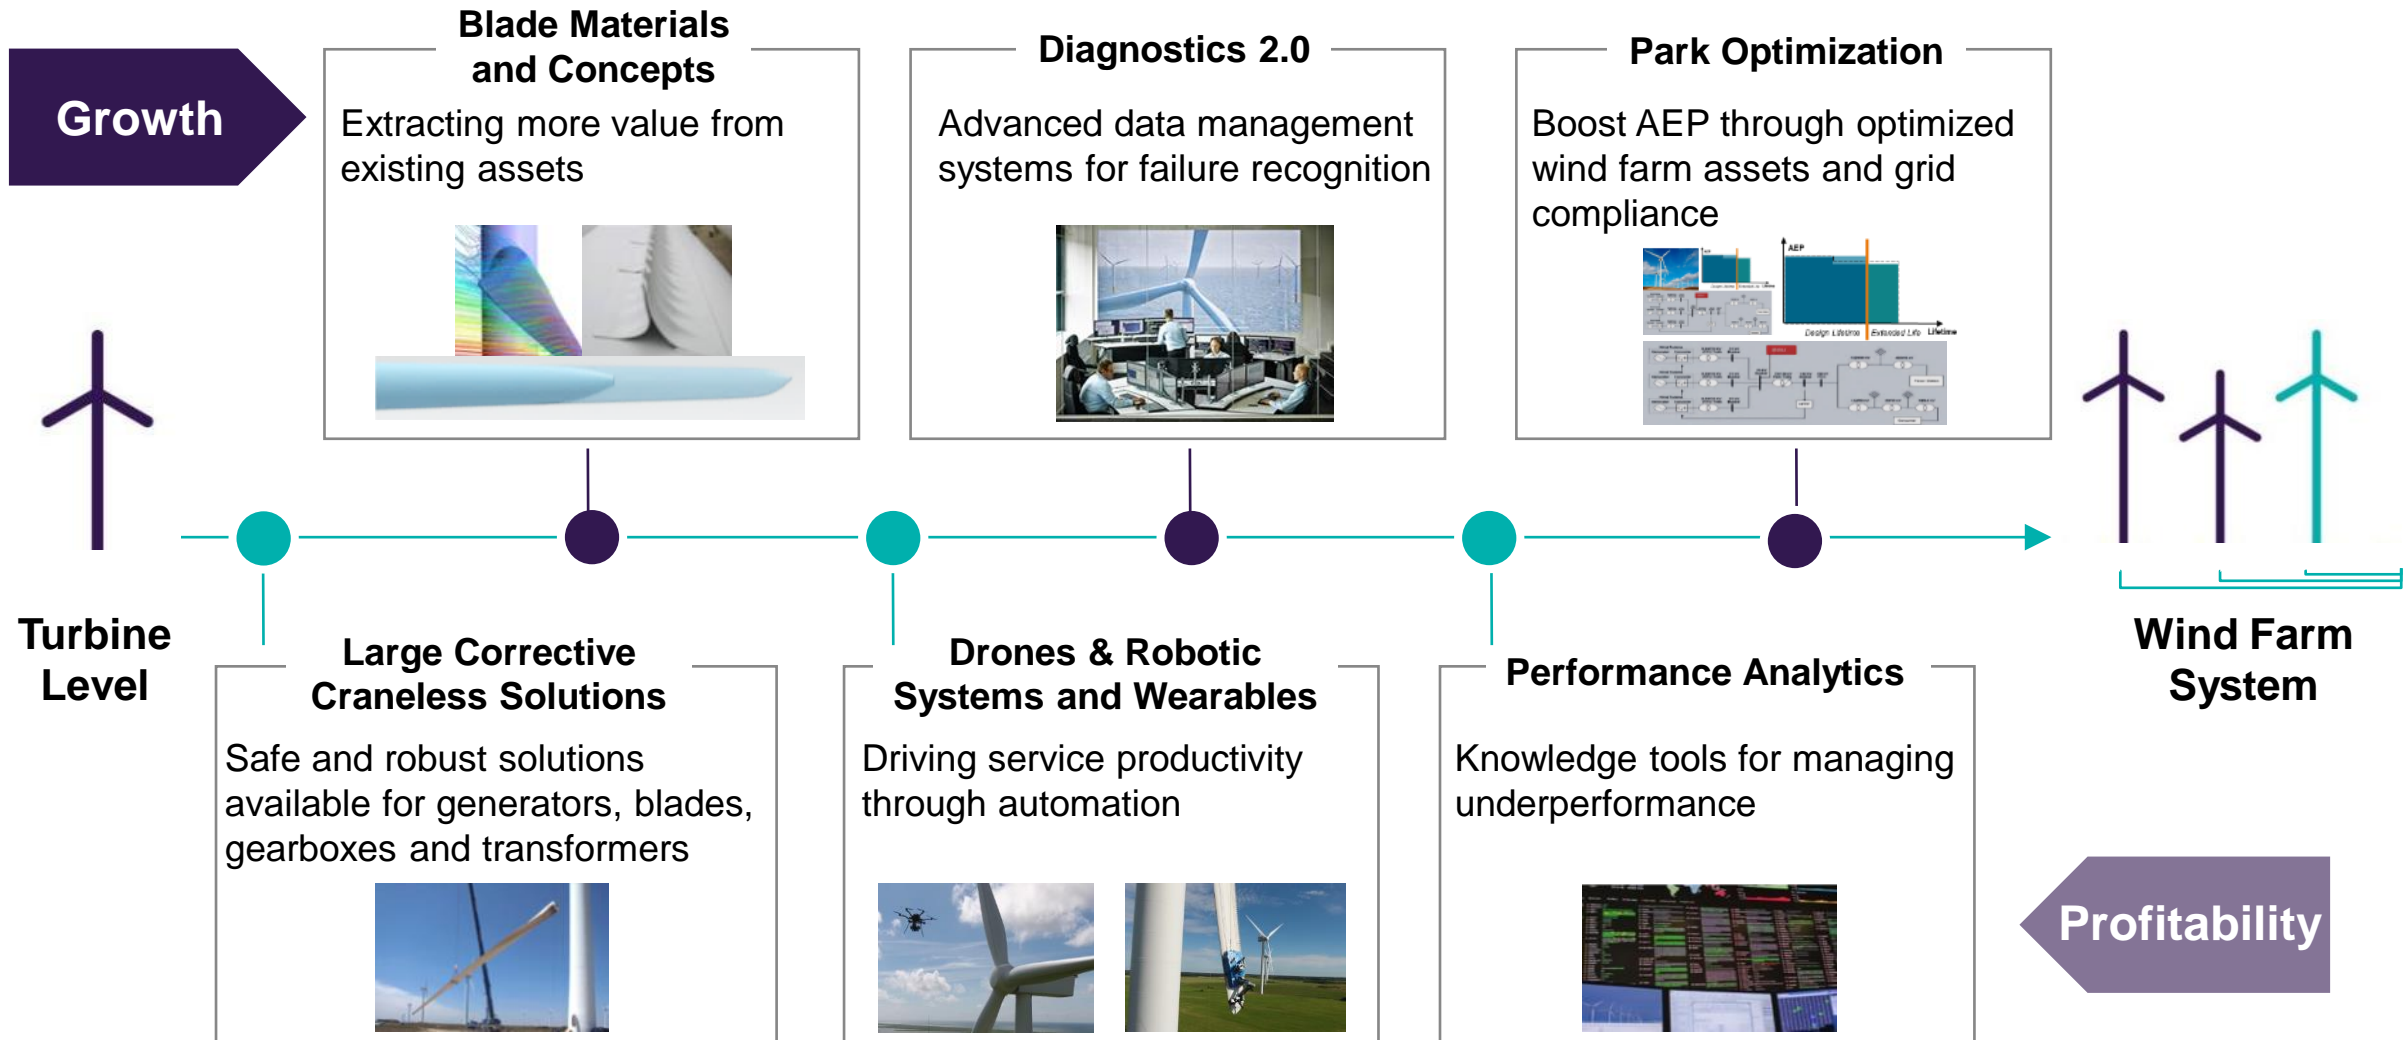 Growth
Blade Materials
and Concepts
Extracting more value from
existing assets
Diagnostics 2.0
Advanced data management
systems for failure recognition
Park Optimization
Boost AEP through optimized
wind farm assets and grid
compliance
AEP
Design Lifetime
Extended Life
Lifetime
Turbine
Level
Wind Farm
System
Large Corrective
Craneless Solutions
Safe and robust solutions
available for generators, blades,
gearboxes and transformers
Drones & Robotic
Systems and Wearables
Driving service productivity
through automation
Performance Analytics
Knowledge tools for managing
underperformance
Profitability